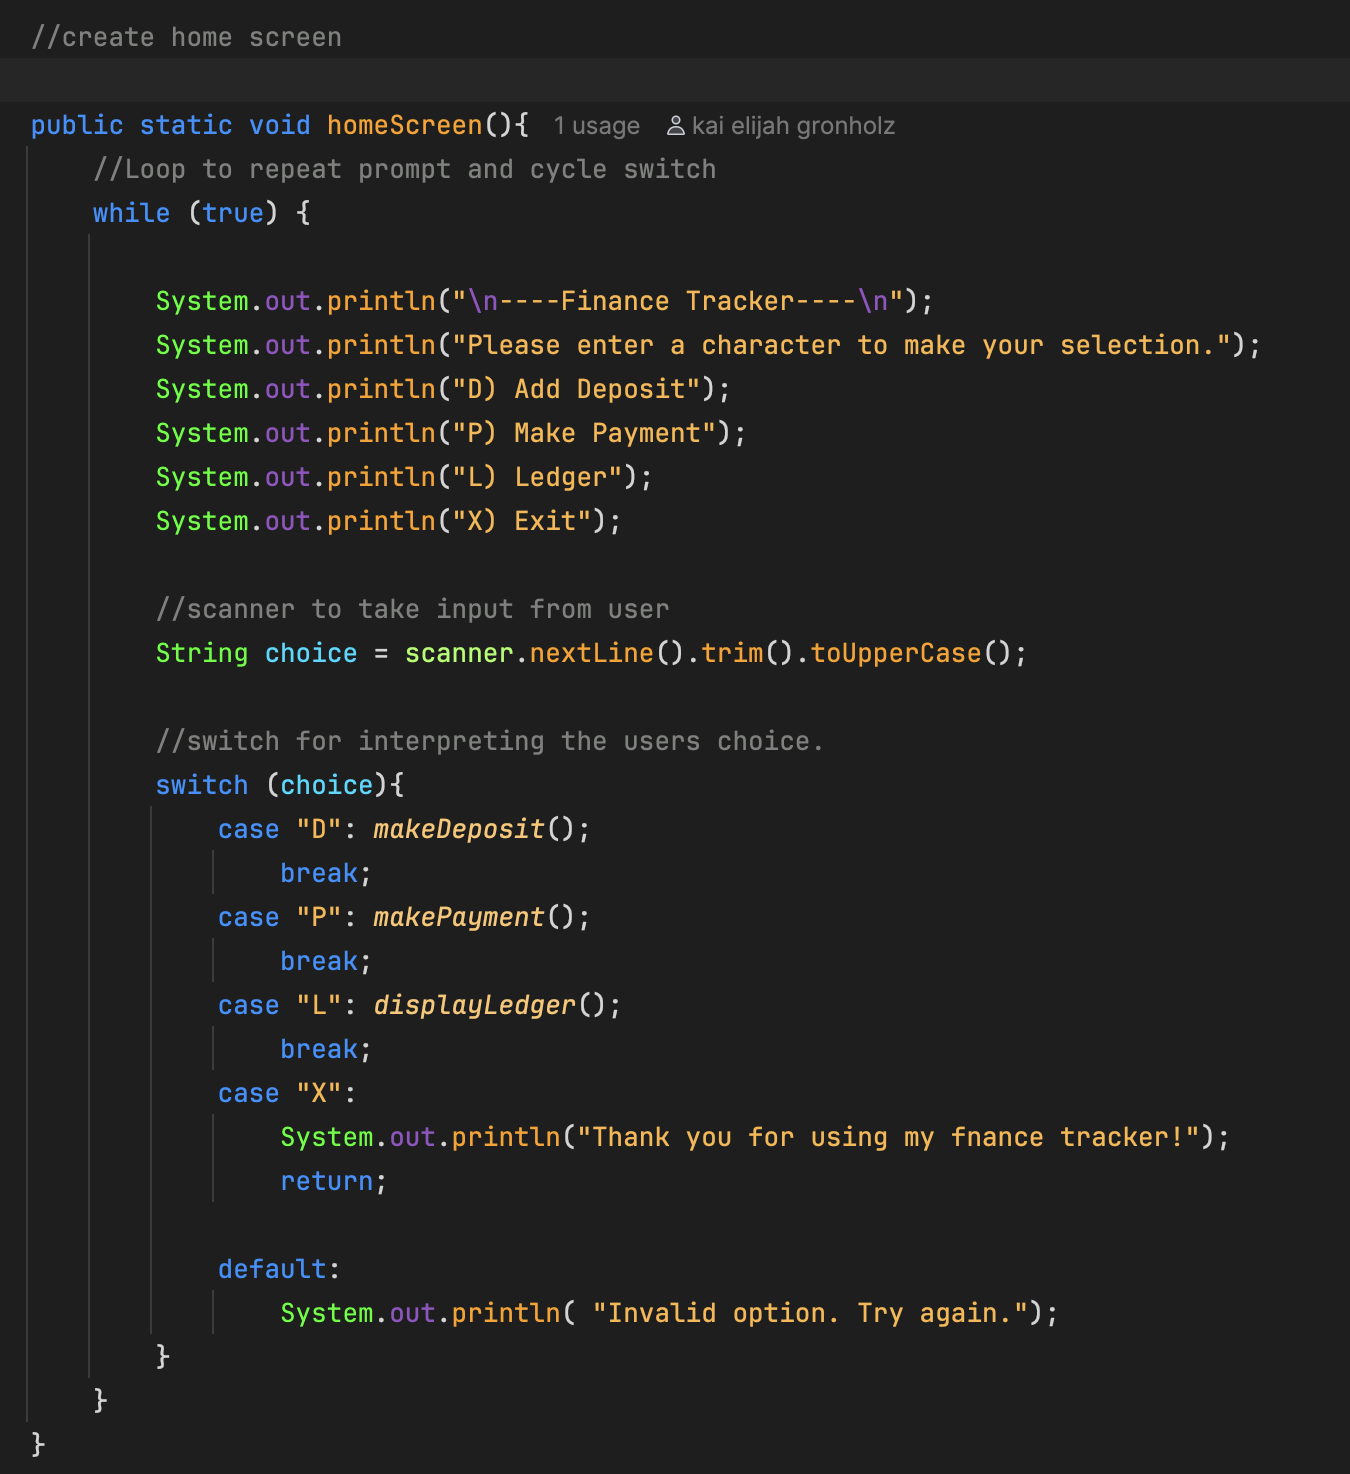 //create home screen
public static void homeScreen(){ 1 usage kai elijah gronholz
//Loop to repeat prompt and cycle switch
while (true) {
System.out.println("\n----Finance Tracker----\n");
System.out.println("Please enter a character to make your selection.");
System.out.println("D) Add Deposit");
System.out.println("P) Make Payment");
System.out.println("L) Ledger");
System.out.println("X) Exit");
//scanner to take input from user
String choice = scanner.nextLine().trim().toUpperCase();
//switch for interpreting the users choice.
switch (choice){
case "D": makeDeposit();
break;
case "P": makePayment();
break;
case "L": displayLedger();
break;
case "X":
System.out.println("Thank you for using my fnance tracker!");
return;
default:
System.out.println( "Invalid option. Try again.");
}
}
}